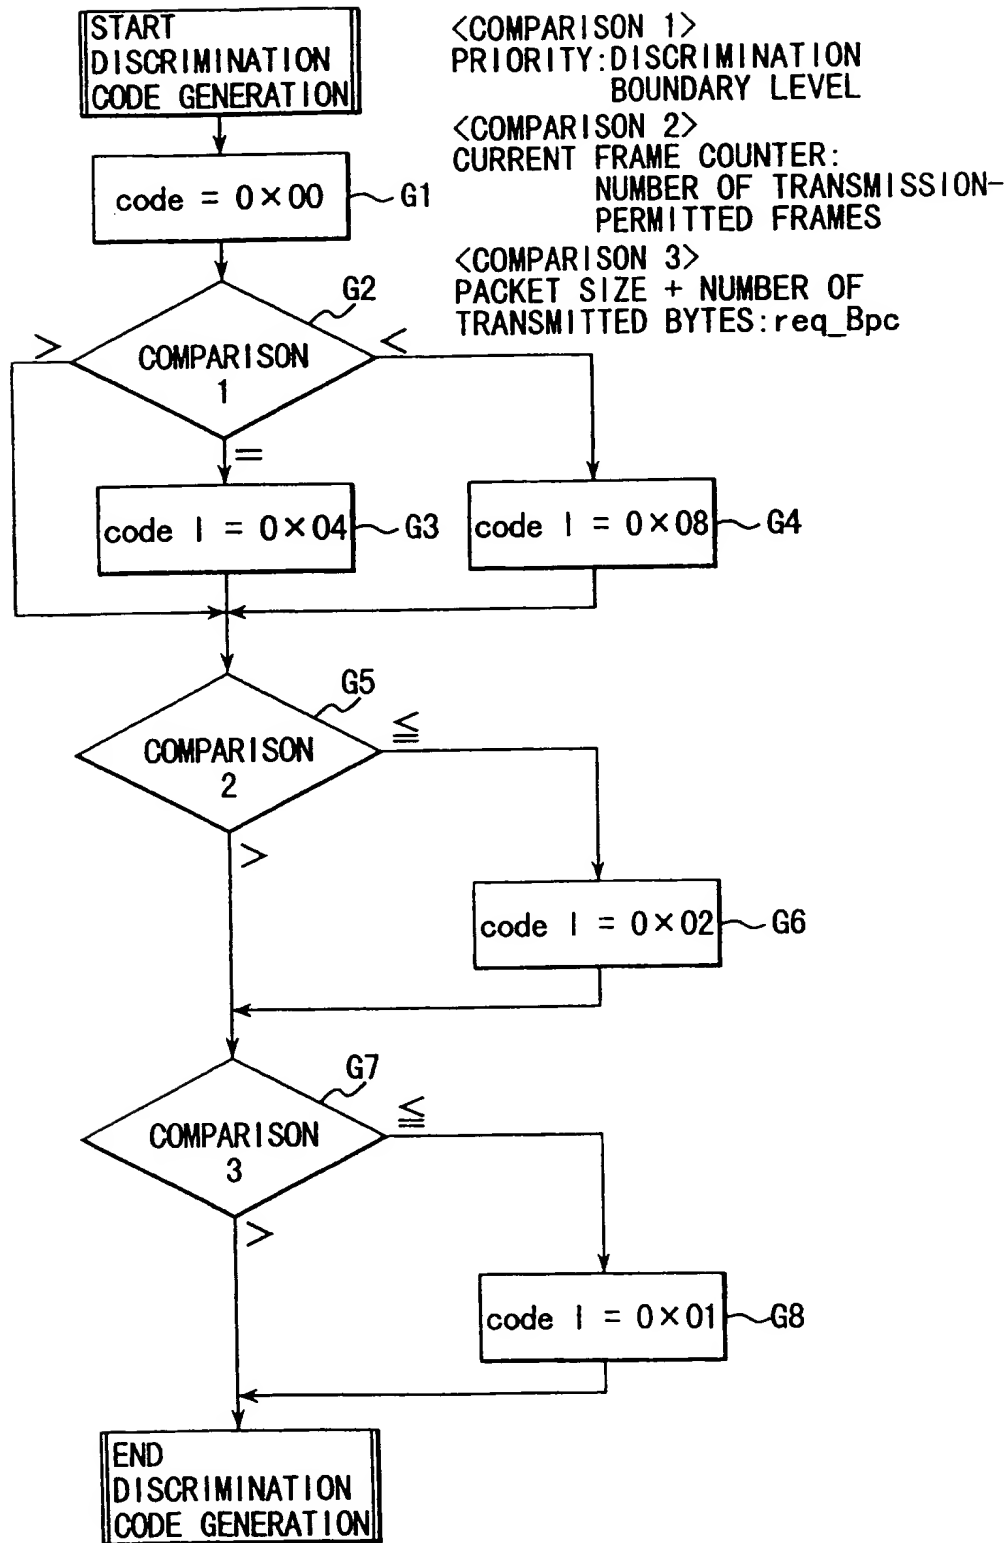 START
DISCRIMINATION
CODE GENERATION
<COMPARISON 1>
PRIORITY:DISCRIMINATION
BOUNDARY LEVEL
<COMPARISON 2>
CURRENT FRAME COUNTER:
NUMBER OF TRANSMISSION-
PERMITTED FRAMES
<COMPARISON 3>
PACKET SIZE + NUMBER OF
TRANSMITTED BYTES:req_Bpc
code = 0×00
G1
G2
>
<
COMPARISON
1
=
code | = 0×04
G3
code | = 0×08
G4
G5
≦
COMPARISON
2
>
code | = 0×02
G6
G7
≦
COMPARISON
3
>
code | = 0×01
G8
END
DISCRIMINATION
CODE GENERATION